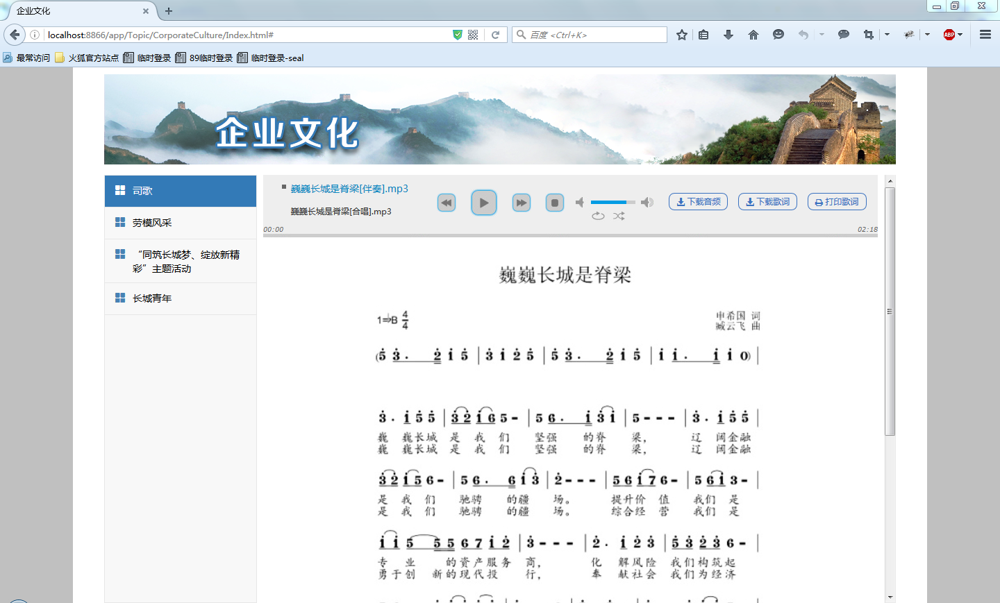 企业文化
localhost:8866/app/Topic/CorporateCulture/Index.html#
百度 <Ctrl+K>
ABP
最常访问 火狐官方站点 临时登录 89临时登录 临时登录-seal
企业文化
司歌
劳模风采
“同筑长城梦、绽放新精
彩”主题活动
长城青年
巍巍长城是脊梁[伴奏].mp3
巍巍长城是脊梁[合唱].mp3
下载音频 下载歌词 打印歌词
00:00 02:18
巍巍长城是脊梁
1=B 4/4
申希国 词
臧云飞 曲
(5 3 · 2 1 5 | 3 1 2 5 | 5 3 · 2 1 5 | 1 1 · 1 1 0) |
3 · 1 5 5 | 3 2 1 6 5 - | 5 6 · 1 3 1 | 5 - - - | 3 · 1 5 5 |
巍 巍长城 是 我 们 坚强 的脊 梁， 辽 阔金融
巍 巍长城 是 我 们 坚强 的脊 梁， 辽 阔金融
3 2 1 5 6 - | 5 6 · 6 1 3 | 2 - - - | 5 6 1 7 6 - | 5 6 1 3 - |
是 我 们 驰骋 的疆 场。 提升价 值 我们 是
是 我 们 驰骋 的疆 场。 综合经 营 我们 是
1 1 5 5 5 6 7 1 2 | 3 - - - | 2 · 1 2 3 | 5 3 2 3 6 - |
专 业 的资产服务 商， 化 解风险 我们构筑起
勇于创 新的现代投 行， 奉 献社会 我们为经济